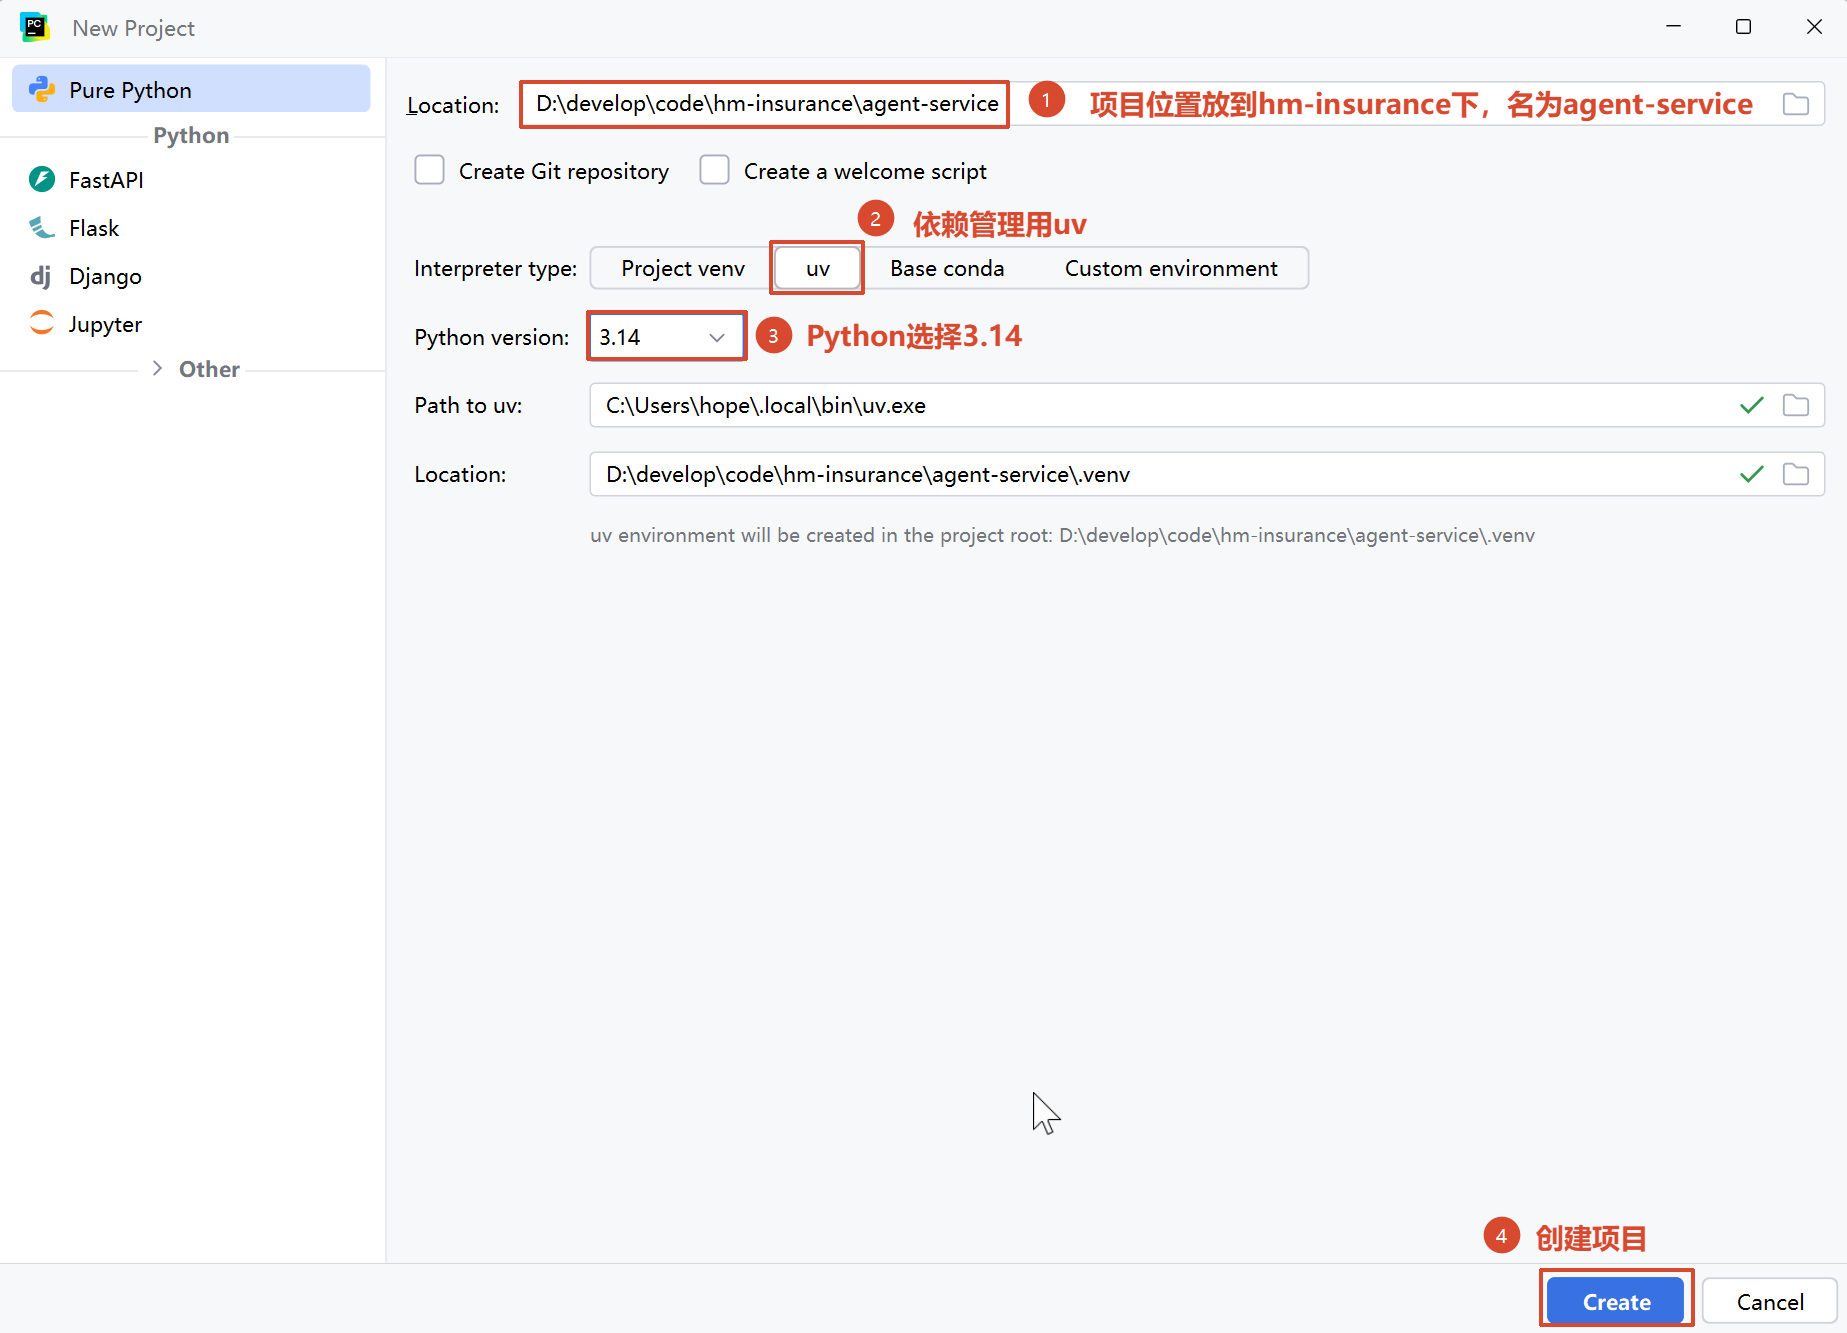 New Project
Pure Python
Python
FastAPI
Flask
Django
Jupyter
Other
Location: D:\develop\code\hm-insurance\agent-service 1 项目位置放到hm-insurance下，名为agent-service
Create Git repository Create a welcome script
2 依赖管理用uv
Interpreter type: Project venv uv Base conda Custom environment
Python version: 3.14 3 Python选择3.14
Path to uv: C:\Users\hope\.local\bin\uv.exe
Location: D:\develop\code\hm-insurance\agent-service\.venv
uv environment will be created in the project root: D:\develop\code\hm-insurance\agent-service\.venv
4 创建项目
Create Cancel